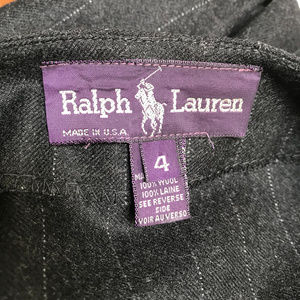 Ralph Lauren
MADE IN U.S.A.
4
100% WOOL
100% LAINE
SEE REVERSE
SIDE
VOIR AU VERSO